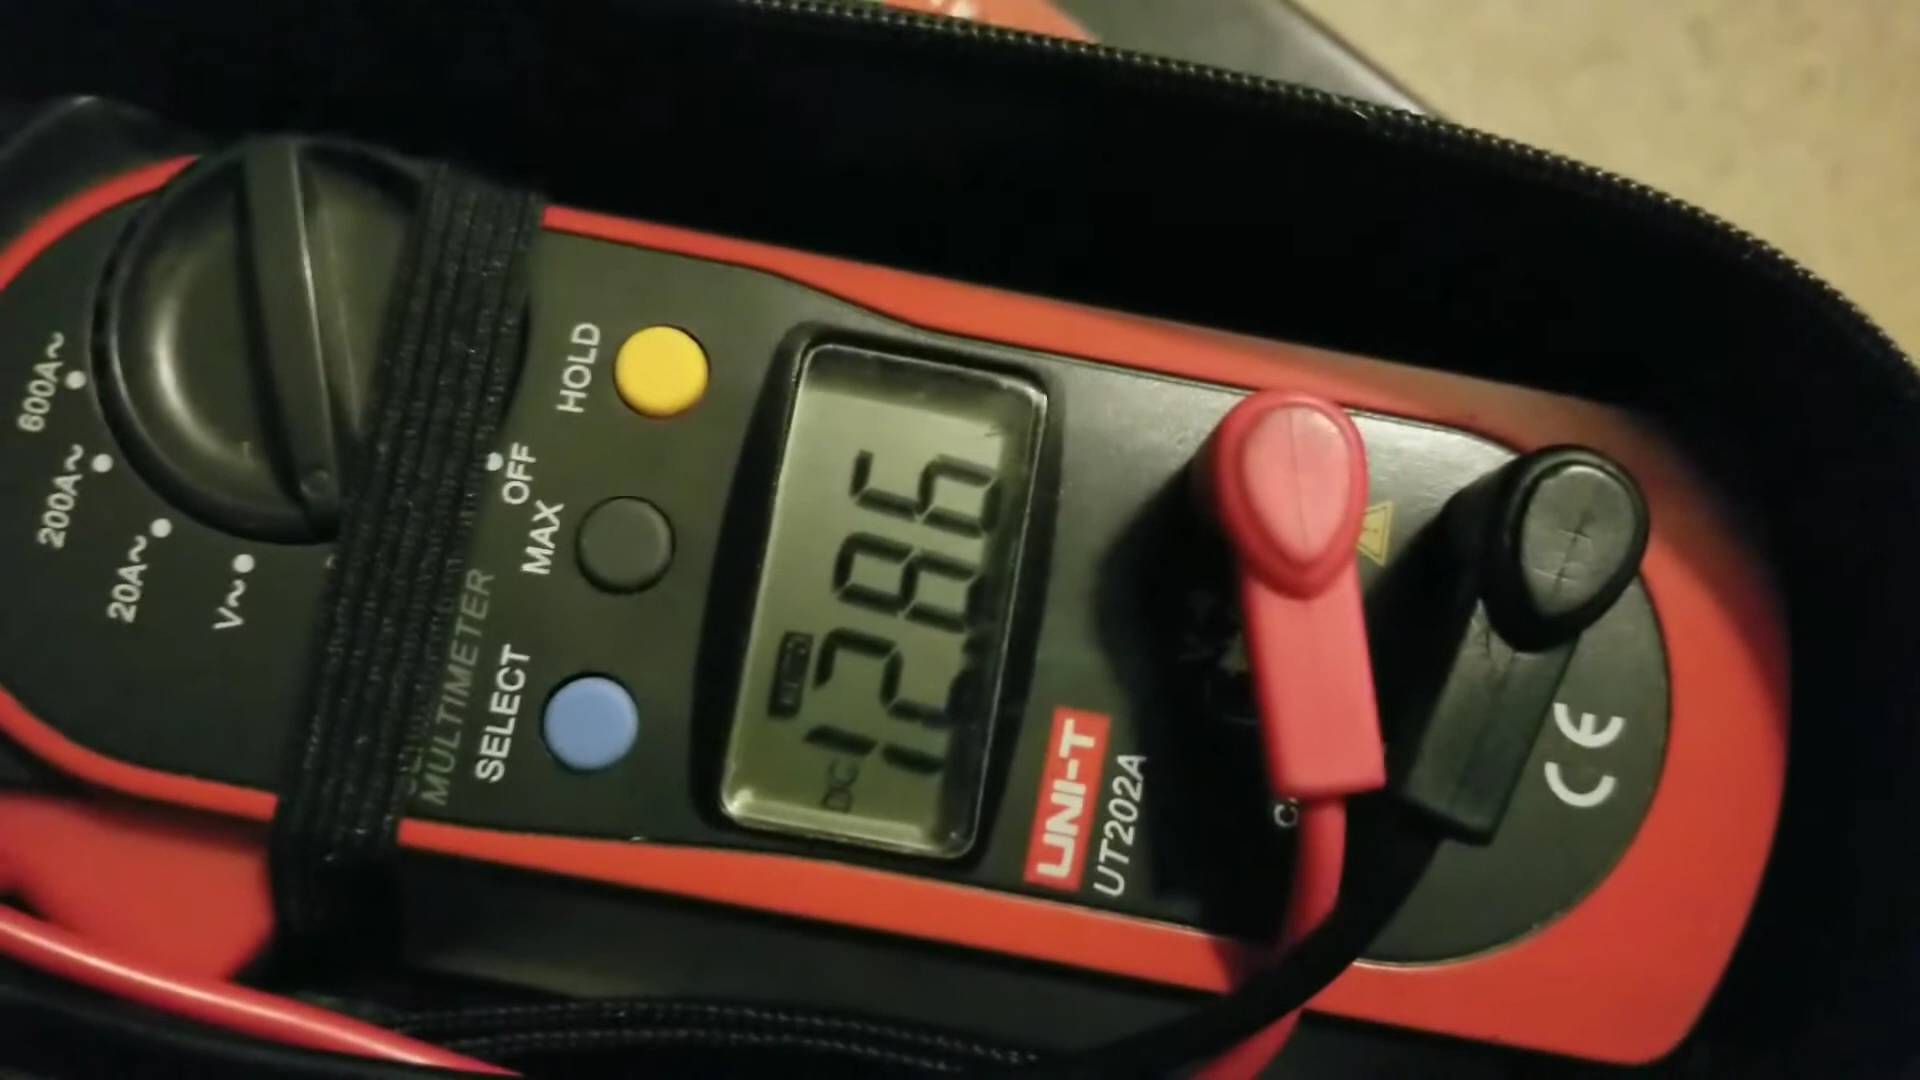 600A~
200A~
20A~
V~
OFF
HOLD
MAX
SELECT
MULTIMETER
DC
12.86
UNI-T
UT202A
CE